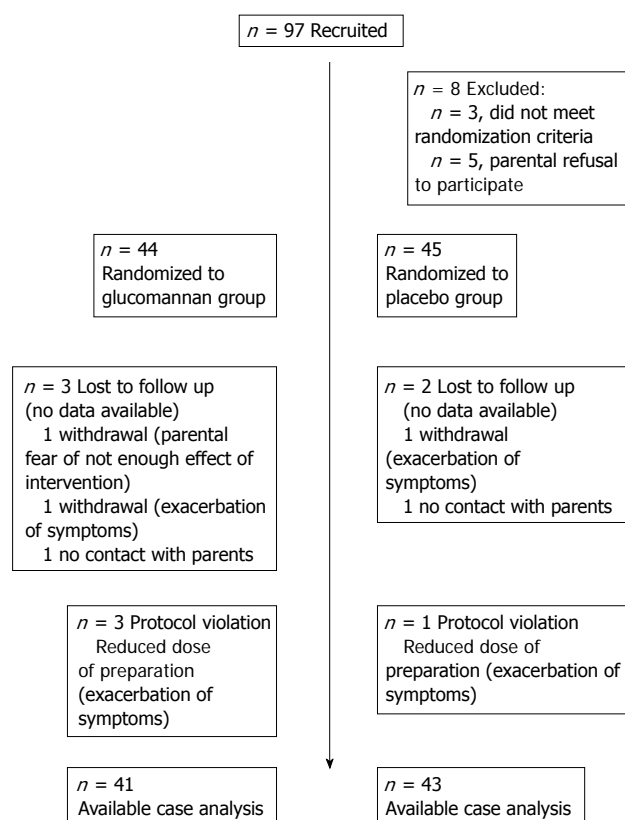 n = 97 Recruited
n = 8 Excluded:
n = 3, did not meet
randomization criteria
n = 5, parental refusal
to participate
n = 44
Randomized to
glucomannan group
n = 45
Randomized to
placebo group
n = 3 Lost to follow up
(no data available)
1 withdrawal (parental
fear of not enough effect of
intervention)
1 withdrawal (exacerbation
of symptoms)
1 no contact with parents
n = 2 Lost to follow up
(no data available)
1 withdrawal
(exacerbation of
symptoms)
1 no contact with parents
n = 3 Protocol violation
Reduced dose
of preparation
(exacerbation of
symptoms)
n = 1 Protocol violation
Reduced dose of
preparation (exacerbation of
symptoms)
n = 41
Available case analysis
n = 43
Available case analysis